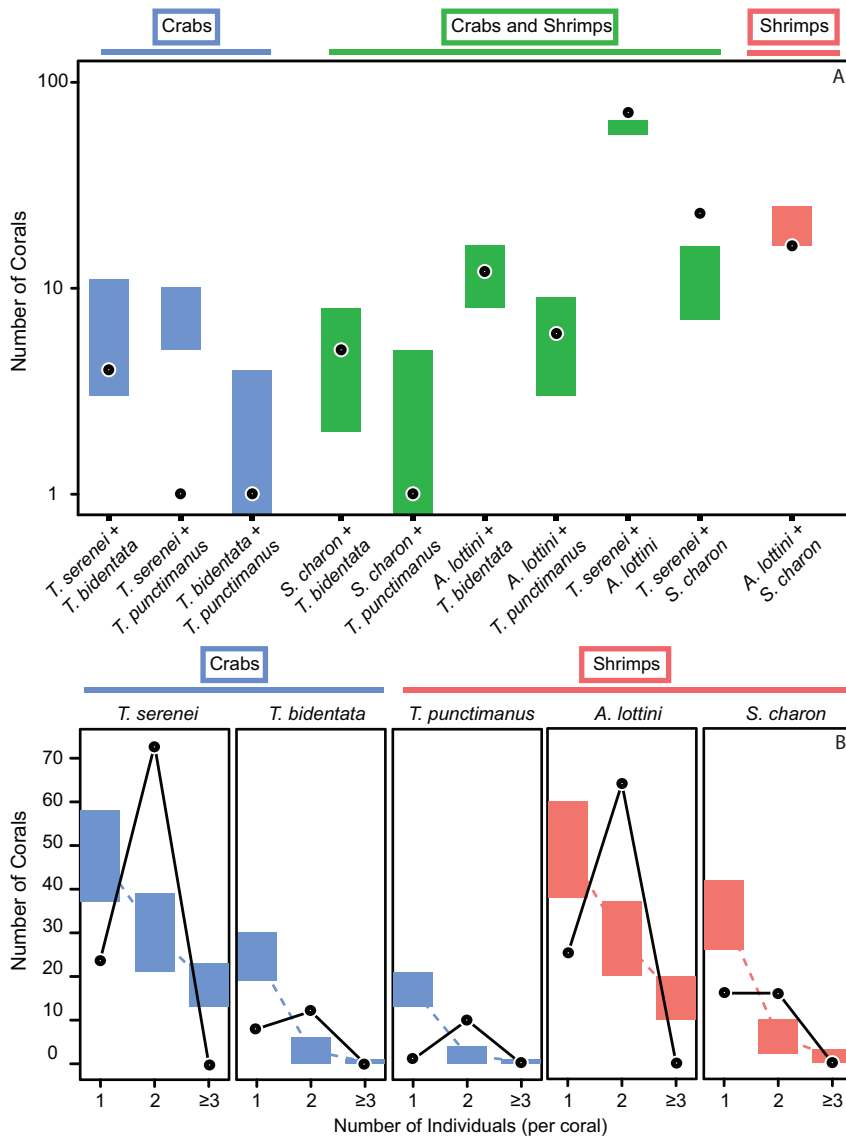 Crabs
Crabs and Shrimps
Shrimps
A
Number of Corals
100
10
1
T. serenei +
T. bidentata
T. serenei +
T. punctimanus
T. bidentata +
T. punctimanus
S. charon +
T. bidentata
S. charon +
T. punctimanus
A. lottini +
T. bidentata
A. lottini +
T. punctimanus
T. serenei +
A. lottini
T. serenei +
S. charon
A. lottini +
S. charon
Crabs
Shrimps
T. serenei
T. bidentata
T. punctimanus
A. lottini
S. charon
B
Number of Corals
70
60
50
40
30
20
10
0
1 2 ≥3
1 2 ≥3
1 2 ≥3
1 2 ≥3
1 2 ≥3
Number of Individuals (per coral)